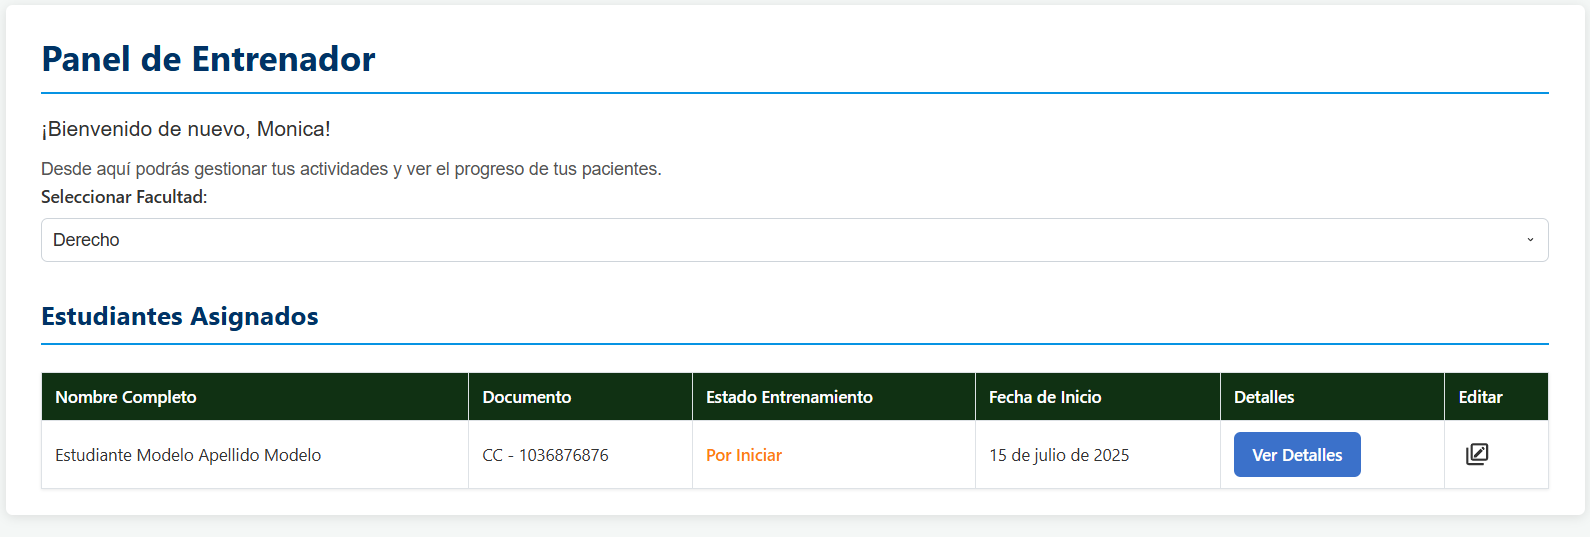 Panel de Entrenador
¡Bienvenido de nuevo, Monica!
Desde aquí podrás gestionar tus actividades y ver el progreso de tus pacientes.
Seleccionar Facultad:
Derecho
Estudiantes Asignados
Nombre Completo Documento Estado Entrenamiento Fecha de Inicio Detalles Editar
Estudiante Modelo Apellido Modelo CC - 1036876876 Por Iniciar 15 de julio de 2025 Ver Detalles